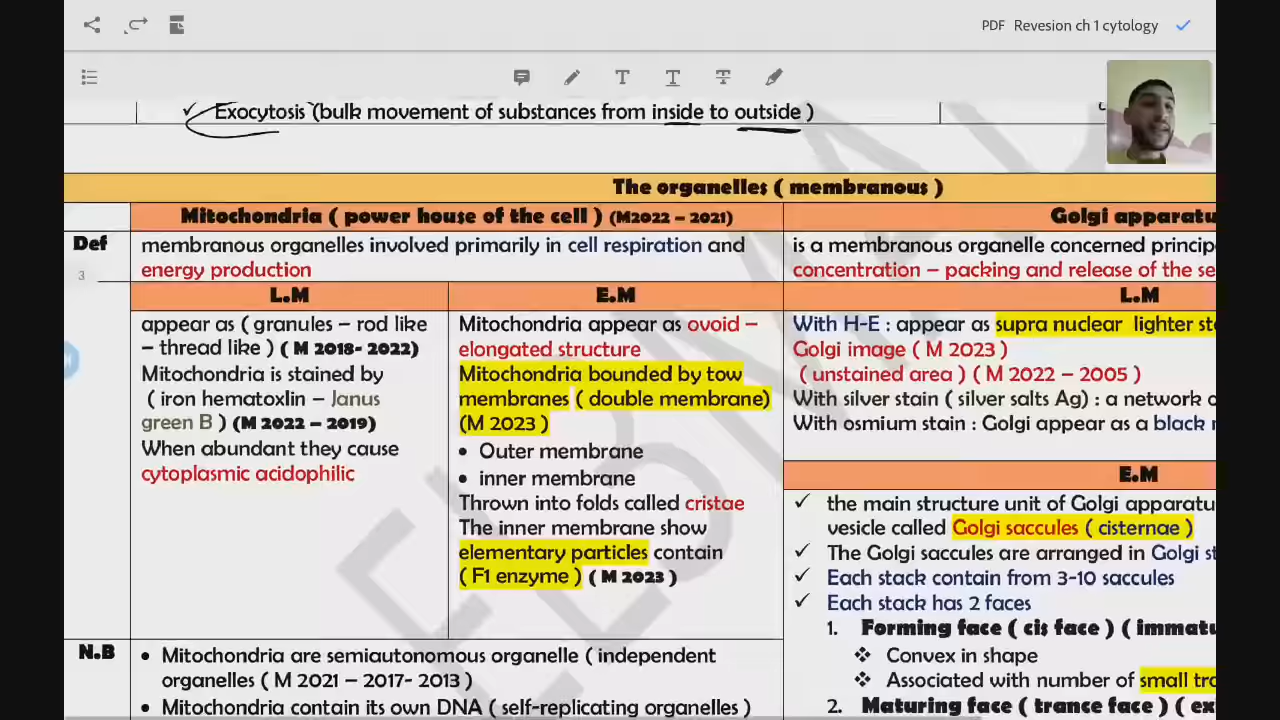 PDF Revesion ch 1 cytology
✓ Exocytosis (bulk movement of substances from inside to outside )
The organelles ( membranous )
Mitochondria ( power house of the cell ) (M2022 – 2021)
Def
membranous organelles involved primarily in cell respiration and
energy production
3
L.M
appear as ( granules – rod like
– thread like ) ( M 2018- 2022)
Mitochondria is stained by
( iron hematoxlin – Janus
green B ) (M 2022 – 2019)
When abundant they cause
cytoplasmic acidophilic
E.M
Mitochondria appear as ovoid –
elongated structure
Mitochondria bounded by tow
membranes ( double membrane)
(M 2023 )
• Outer membrane
• inner membrane
Thrown into folds called cristae
The inner membrane show
elementary particles contain
( F1 enzyme ) ( M 2023 )
N.B
• Mitochondria are semiautonomous organelle ( independent
organelles ( M 2021 – 2017- 2013 )
• Mitochondria contain its own DNA ( self-replicating organelles )
Golgi apparatu
is a membranous organelle concerned princip
concentration – packing and release of the se
L.M
With H-E : appear as supra nuclear lighter st
Golgi image ( M 2023 )
( unstained area ) ( M 2022 – 2005 )
With silver stain ( silver salts Ag) : a network o
With osmium stain : Golgi appear as a black
E.M
✓ the main structure unit of Golgi apparatu
vesicle called Golgi saccules ( cisternae )
✓ The Golgi saccules are arranged in Golgi st
✓ Each stack contain from 3-10 saccules
✓ Each stack has 2 faces
1. Forming face ( cis face ) ( immatu
❖ Convex in shape
❖ Associated with number of small tra
2. Maturing face ( trance face ) ( ex